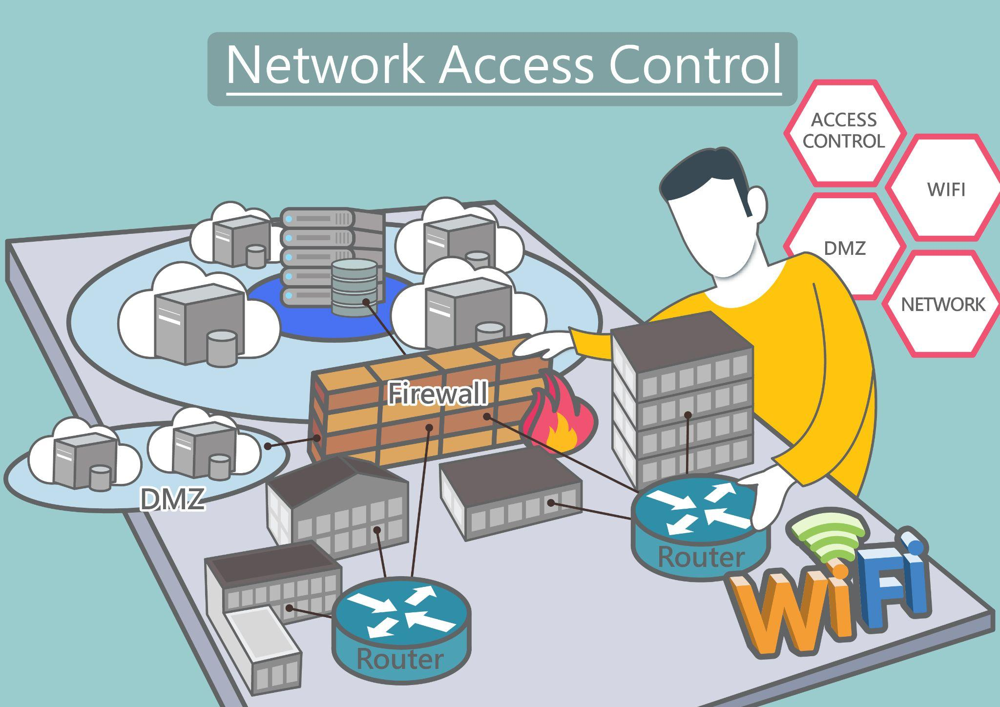 Network Access Control
ACCESS
CONTROL
WIFI
DMZ
NETWORK
Firewall
DMZ
Router
WiFi
Router